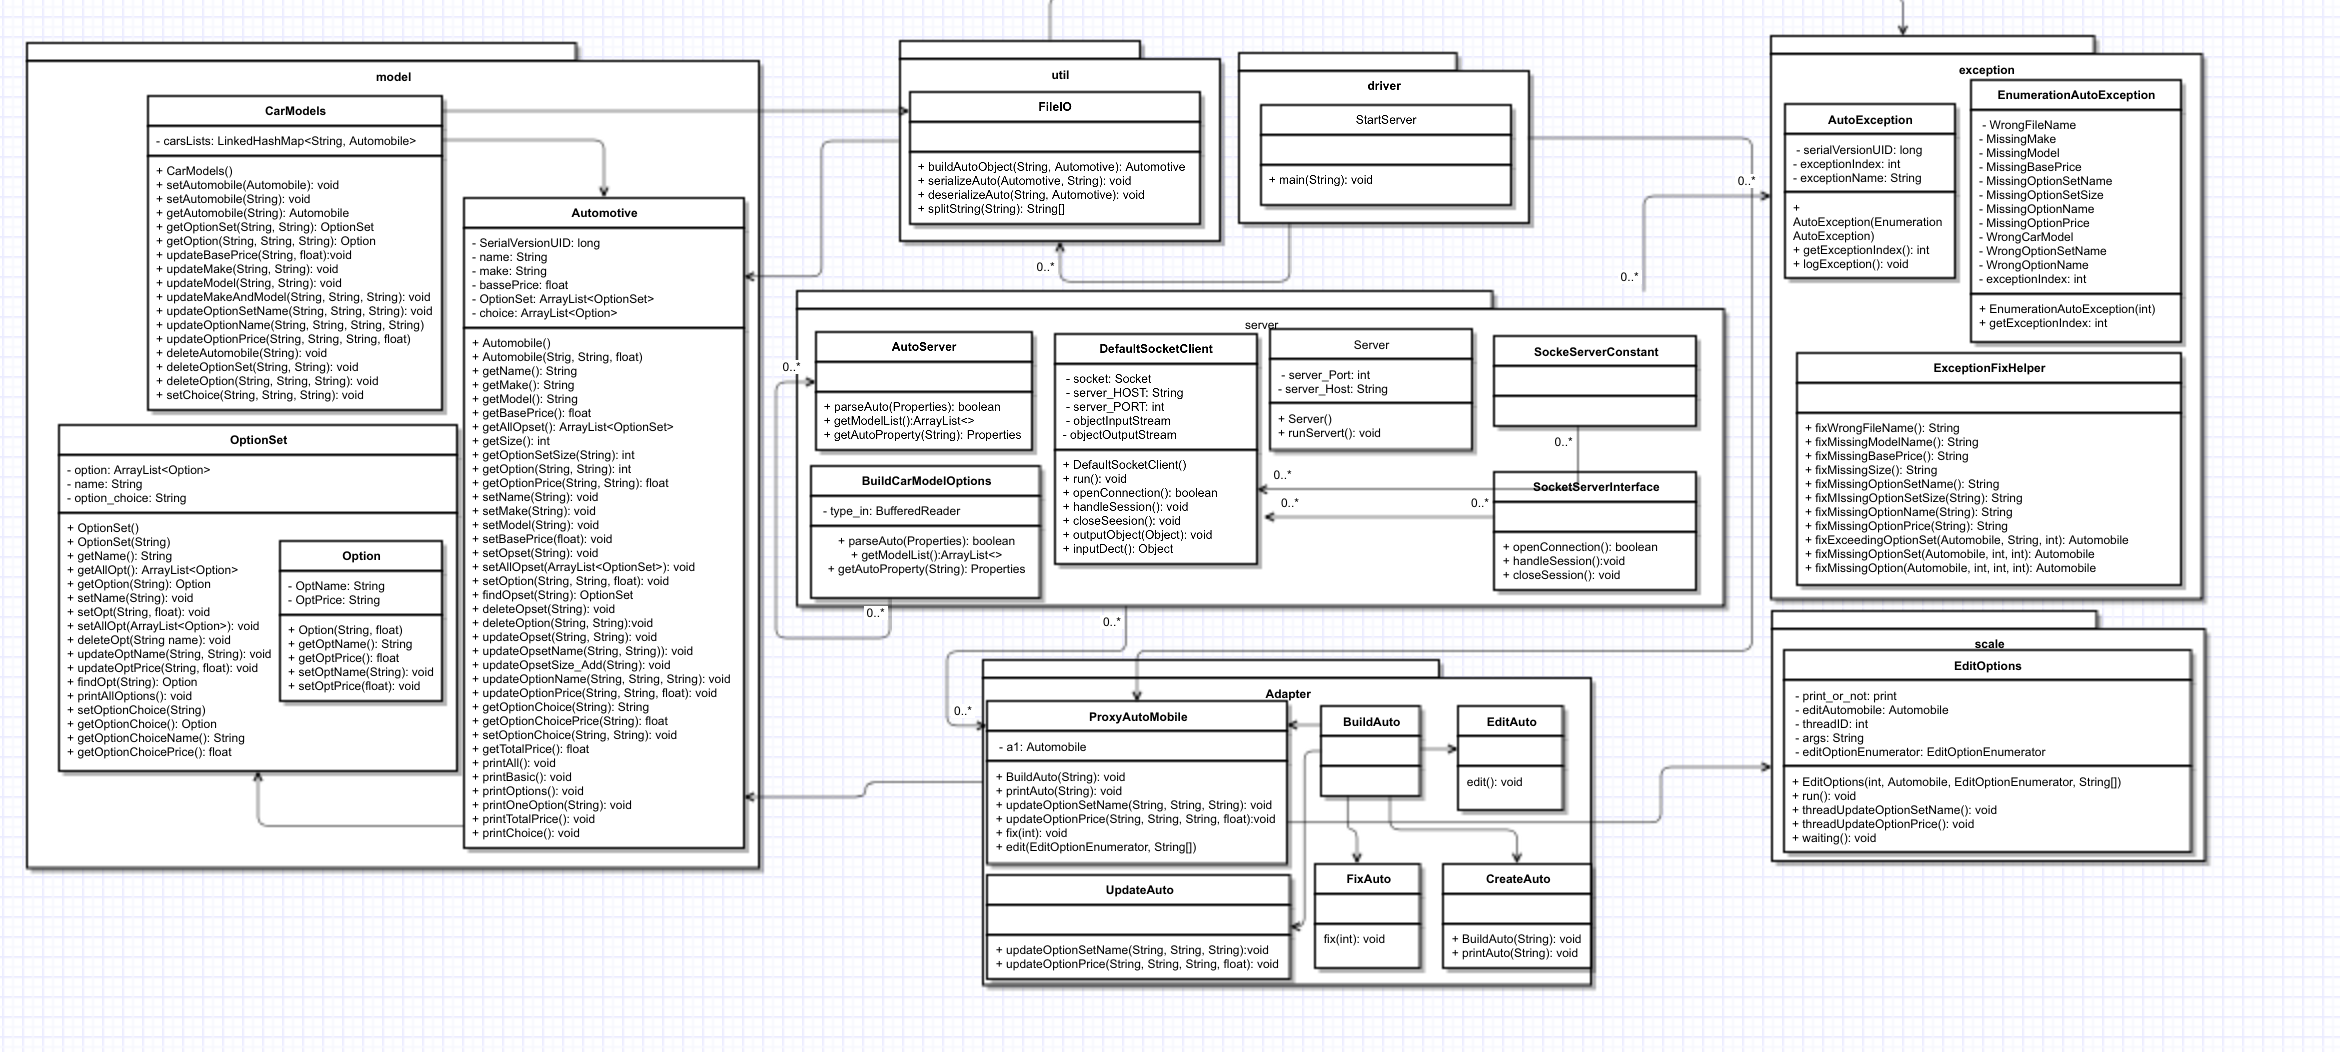 model
CarModels
- carsLists: LinkedHashMap<String, Automobile>
+ CarModels()
+ setAutomobile(Automobile): void
+ setAutomobile(String): void
+ getAutomobile(String): Automobile
+ getOptionSet(String, String): OptionSet
+ getOption(String, String, String): Option
+ updateBasePrice(String, float):void
+ updateMake(String, String): void
+ updateModel(String, String): void
+ updateMakeAndModel(String, String, String): void
+ updateOptionSetName(String, String, String): void
+ updateOptionName(String, String, String, String)
+ updateOptionPrice(String, String, String, float)
+ deleteAutomobile(String): void
+ deleteOptionSet(String, String): void
+ deleteOption(String, String, String): void
+ setChoice(String, String, String): void
OptionSet
- option: ArrayList<Option>
- name: String
- option_choice: String
+ OptionSet()
+ OptionSet(String)
+ getName(): String
+ getAllOpt(): ArrayList<Option>
+ getOption(String): Option
+ setName(String): void
+ setOpt(String, float): void
+ setAllOpt(ArrayList<Option>): void
+ deleteOpt(String name): void
+ updateOptName(String, String): void
+ updateOptPrice(String, float): void
+ findOpt(String): Option
+ printAllOptions(): void
+ setOptionChoice(String)
+ getOptionChoice(): Option
+ getOptionChoiceName(): String
+ getOptionChoicePrice(): float
Option
- OptName: String
- OptPrice: String
+ Option(String, float)
+ getOptName(): String
+ getOptPrice(): float
+ setOptName(String): void
+ setOptPrice(float): void
Automotive
- SerialVersionUID: long
- name: String
- make: String
- bassePrice: float
- OptionSet: ArrayList<OptionSet>
- choice: ArrayList<Option>
+ Automobile()
+ Automobile(Strig, String, float)
+ getName(): String
+ getMake(): String
+ getModel(): String
+ getBasePrice(): float
+ getAllOpset(): ArrayList<OptionSet>
+ getSize(): int
+ getOptionSetSize(String): int
+ getOption(String, String): int
+ getOptionPrice(String, String): float
+ setName(String): void
+ setMake(String): void
+ setModel(String): void
+ setBasePrice(float): void
+ setOpset(String): void
+ setAllOpset(ArrayList<OptionSet>): void
+ setOption(String, String, float): void
+ findOpset(String): OptionSet
+ deleteOpset(String): void
+ deleteOption(String, String):void
+ updateOpset(String, String): void
+ updateOpsetName(String, String)): void
+ updateOpsetSize_Add(String): void
+ updateOptionName(String, String, String): void
+ updateOptionPrice(String, String, float): void
+ getOptionChoice(String): String
+ getOptionChoicePrice(String): float
+ setOptionChoice(String, String): void
+ getTotalPrice(): float
+ printAll(): void
+ printBasic(): void
+ printOptions(): void
+ printOneOption(String): void
+ printTotalPrice(): void
+ printChoice(): void
util
FileIO
+ buildAutoObject(String, Automotive): Automotive
+ serializeAuto(Automotive, String): void
+ deserializeAuto(String, Automotive): void
+ splitString(String): String[]
driver
StartServer
+ main(String): void
0..*
0..*
0..*
server
AutoServer
+ parseAuto(Properties): boolean
+ getModelList():ArrayList<>
+ getAutoProperty(String): Properties
0..*
BuildCarModelOptions
- type_in: BufferedReader
+ parseAuto(Properties): boolean
+ getModelList():ArrayList<>
+ getAutoProperty(String): Properties
0..*
DefaultSocketClient
- socket: Socket
- server_HOST: String
- server_PORT: int
- objectInputStream
- objectOutputStream
+ DefaultSocketClient()
+ run(): void
+ openConnection(): boolean
+ handleSession(): void
+ closeSeesion(): void
+ outputObject(Object): void
+ inputDect(): Object
Server
- server_Port: int
- server_Host: String
+ Server()
+ runServert(): void
SockeServerConstant
0..*
0..*
0..*
0..*
SocketServerInterface
+ openConnection(): boolean
+ handleSession():void
+ closeSession(): void
0..*
0..*
Adapter
ProxyAutoMobile
- a1: Automobile
+ BuildAuto(String): void
+ printAuto(String): void
+ updateOptionSetName(String, String, String): void
+ updateOptionPrice(String, String, String, float):void
+ fix(int): void
+ edit(EditOptionEnumerator, String[])
UpdateAuto
+ updateOptionSetName(String, String, String):void
+ updateOptionPrice(String, String, String, float): void
BuildAuto
EditAuto
edit(): void
FixAuto
fix(int): void
CreateAuto
+ BuildAuto(String): void
+ printAuto(String): void
exception
AutoException
- serialVersionUID: long
- exceptionIndex: int
- exceptionName: String
+
AutoException(Enumeration
AutoException)
+ getExceptionIndex(): int
+ logException(): void
EnumerationAutoException
- WrongFileName
- MissingMake
- MissingModel
- MissingBasePrice
- MissingOptionSetName
- MissingOptionSetSize
- MissingOptionName
- MissingOptionPrice
- WrongCarModel
- WrongOptionSetName
- WrongOptionName
- exceptionIndex: int
+ EnumerationAutoException(int)
+ getExceptionIndex: int
ExceptionFixHelper
+ fixWrongFileName(): String
+ fixMissingModelName(): String
+ fixMissingBasePrice(): String
+ fixMissingSize(): String
+ fixMissingOptionSetName(): String
+ fixMIssingOptionSetSize(): String
+ fixMissingOptionName(String): String
+ fixMissingOptionPrice(String): String
+ fixExceedingOptionSet(Automobile, String, int): Automobile
+ fixMissingOptionSet(Automobile, int, int): Automobile
+ fixMissingOption(Automobile, int, int, int): Automobile
scale
EditOptions
- print_or_not: print
- editAutomobile: Automobile
- threadID: int
- args: String
- editOptionEnumerator: EditOptionEnumerator
+ EditOptions(int, Automobile, EditOptionEnumerator, String[])
+ run(): void
+ threadUpdateOptionSetName(): void
+ threadUpdateOptionPrice(): void
+ waiting(): void